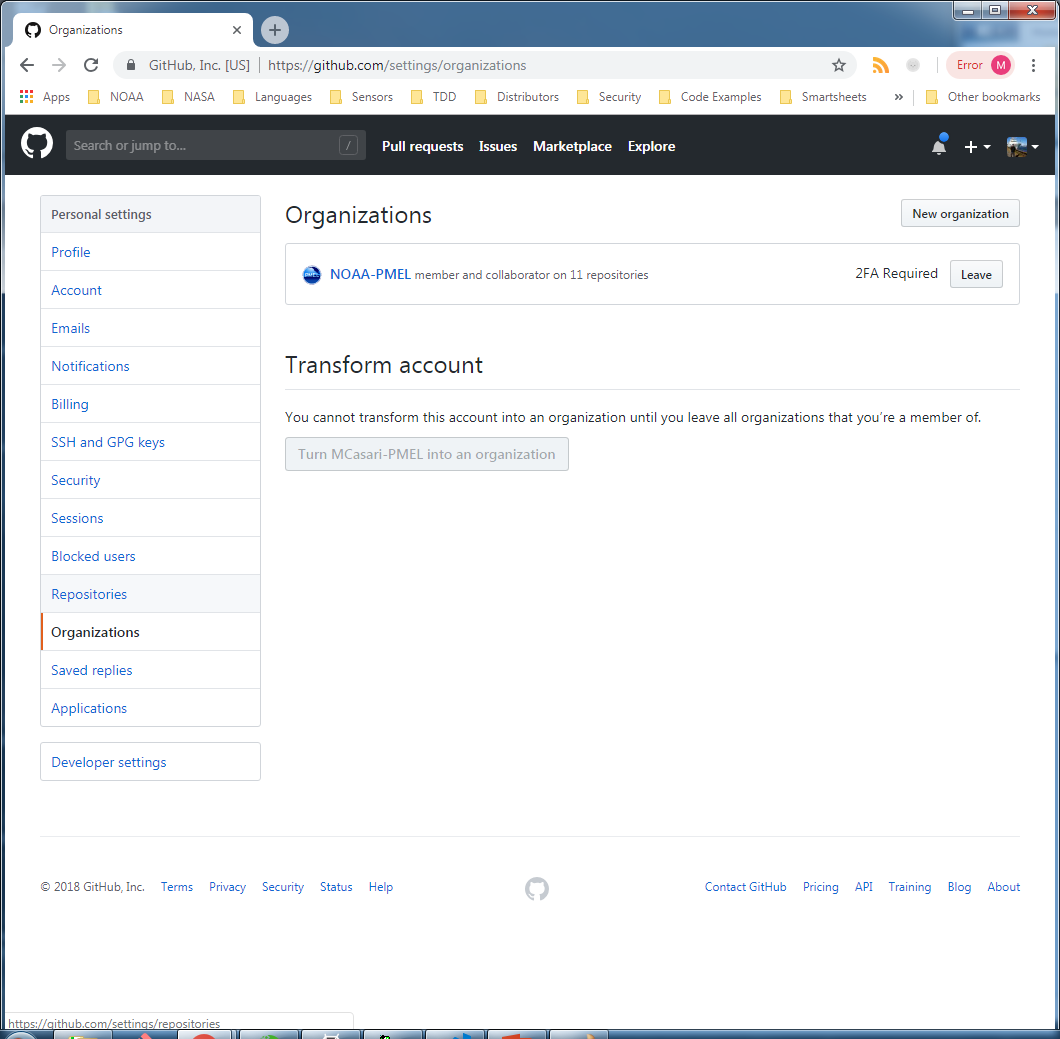 Organizations
GitHub, Inc. [US] | https://github.com/settings/organizations
Error M
Apps NOAA NASA Languages Sensors TDD Distributors Security Code Examples Smartsheets » Other bookmarks
Search or jump to... / Pull requests Issues Marketplace Explore
Personal settings
Profile
Account
Emails
Notifications
Billing
SSH and GPG keys
Security
Sessions
Blocked users
Repositories
Organizations
Saved replies
Applications
Developer settings
Organizations
New organization
NOAA-PMEL member and collaborator on 11 repositories 2FA Required Leave
Transform account
You cannot transform this account into an organization until you leave all organizations that you’re a member of.
Turn MCasari-PMEL into an organization
© 2018 GitHub, Inc. Terms Privacy Security Status Help Contact GitHub Pricing API Training Blog About
https://github.com/settings/repositories